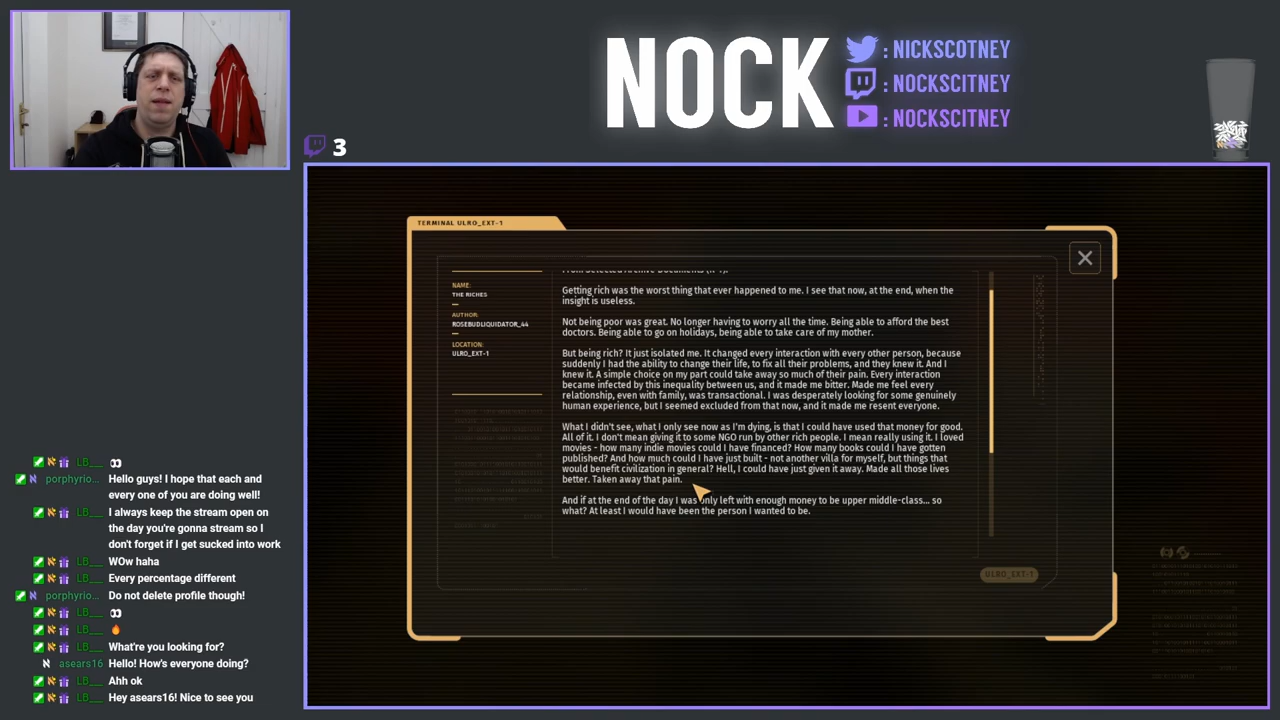 NOCK
: NICKSCOTNEY
: NOCKSCITNEY
: NOCKSCITNEY
3
TERMINAL ULRO_EXT-1
NAME:
THE RICHES
AUTHOR:
ROSEBUDLIQUIDATOR_44
LOCATION:
ULRO_EXT-1
Getting rich was the worst thing that ever happened to me. I see that now, at the end, when the
insight is useless.
Not being poor was great. No longer having to worry all the time. Being able to afford the best
doctors. Being able to go on holidays, being able to take care of my mother.
But being rich? It just isolated me. It changed every interaction with every other person, because
suddenly I had the ability to change their life, to fix all their problems, and they knew it. And I
knew it. A simple choice on my part could take away so much of their pain. Every interaction
became infected by this inequality between us, and it made me bitter. Made me feel every
relationship, even with family, was transactional. I was desperately looking for some genuinely
human experience, but I seemed excluded from that now, and it made me resent everyone.
What I didn't see, what I only see now as I'm dying, is that I could have used that money for good.
All of it. I don't mean giving it to some NGO run by other rich people. I mean really using it. I loved
movies - how many indie movies could I have financed? How many books could I have gotten
published? And how much could I have just built - not another villa for myself, but things that
would benefit civilization in general? Hell, I could have just given it away. Made all those lives
better. Taken away that pain.
And if at the end of the day I was only left with enough money to be upper middle-class... so
what? At least I would have been the person I wanted to be.
ULRO_EXT-1
LB__
porphyrio... Hello guys! I hope that each and
every one of you are doing well!
LB__ I always keep the stream open on
the day you're gonna stream so I
don't forget if I get sucked into work
LB__ WOw haha
LB__ Every percentage different
porphyrio... Do not delete profile though!
LB__
LB__
LB__ What're you looking for?
asears16 Hello! How's everyone doing?
LB__ Ahh ok
LB__ Hey asears16! Nice to see you